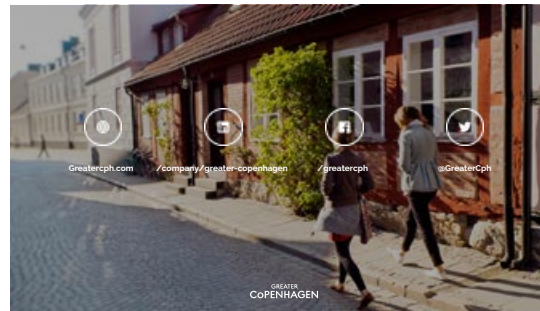 Greatercph.com
/company/greater-copenhagen
/greatercph
@GreaterCph
GREATER
COPENHAGEN